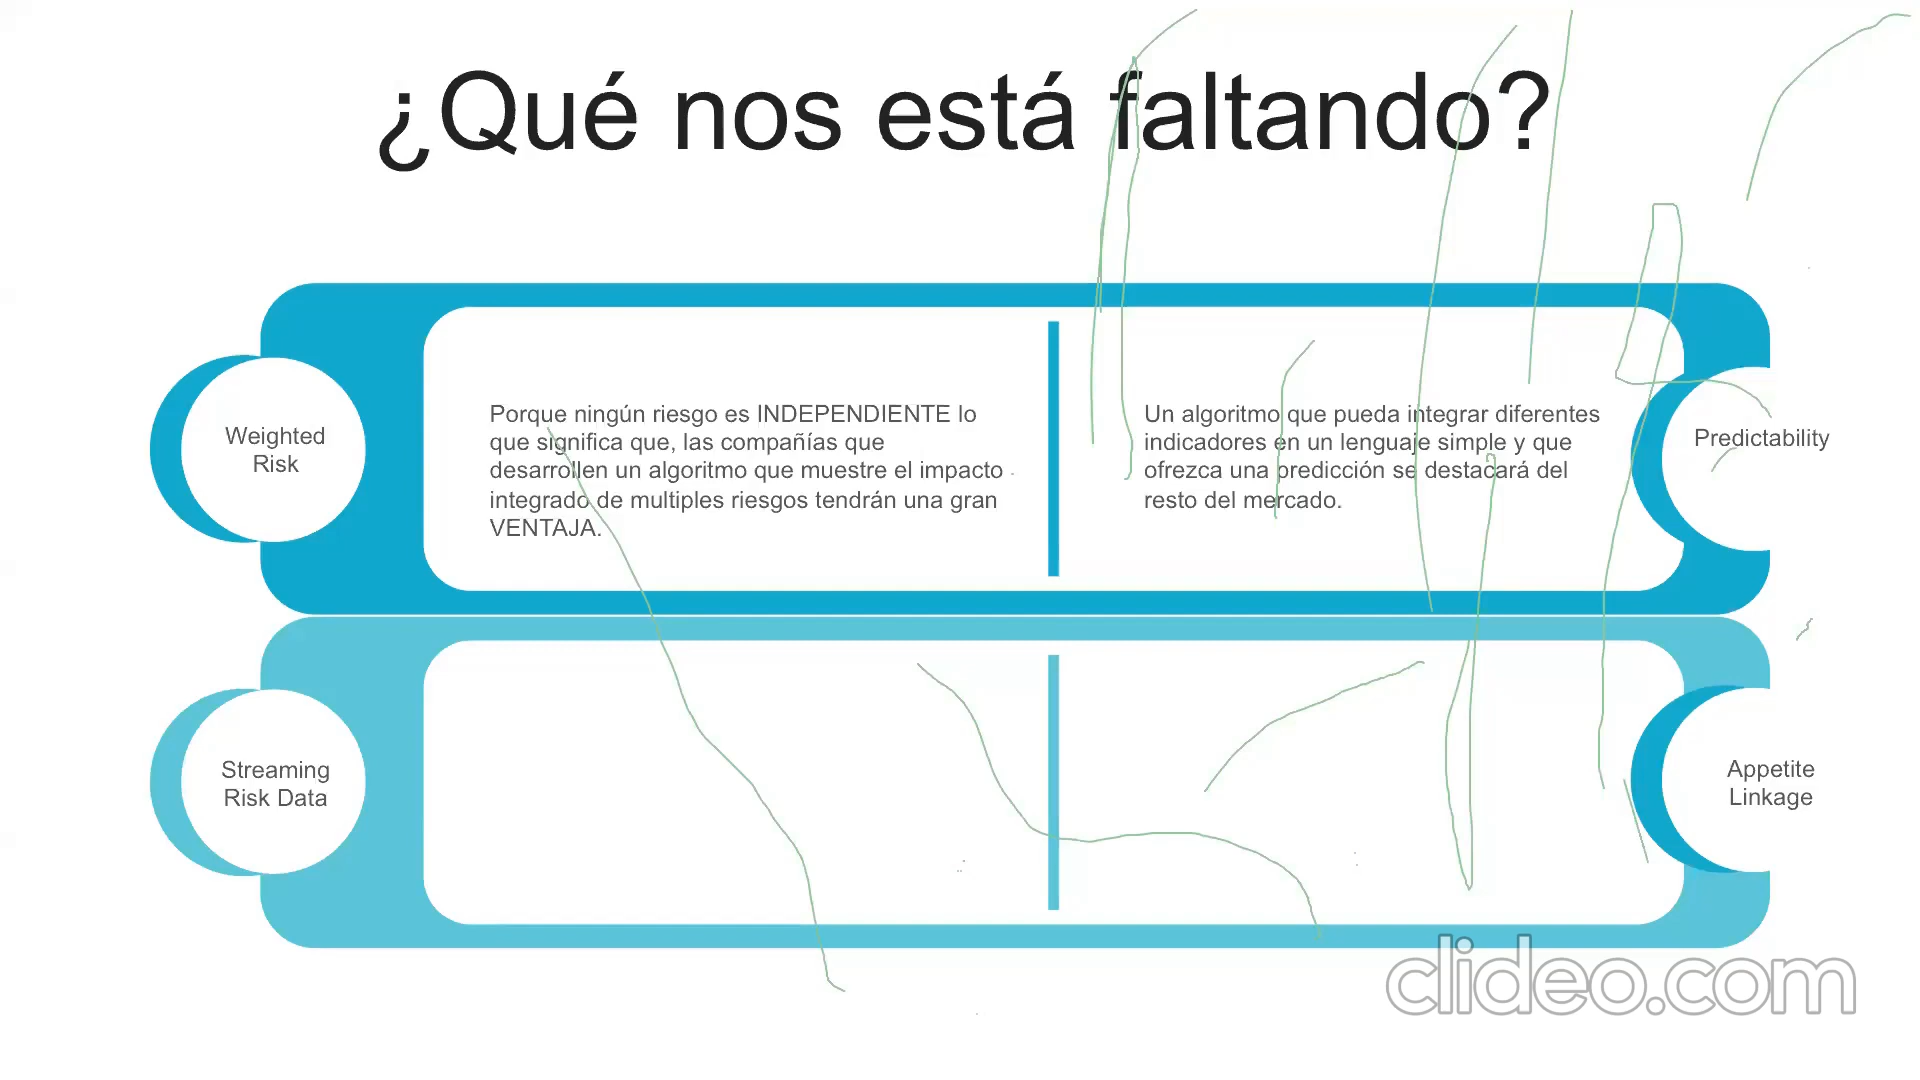 ¿Qué nos está faltando?
Weighted
Risk
Porque ningún riesgo es INDEPENDIENTE lo
que significa que, las compañías que
desarrollen un algoritmo que muestre el impacto
integrado de multiples riesgos tendrán una gran
VENTAJA.
Un algoritmo que pueda integrar diferentes
indicadores en un lenguaje simple y que
ofrezca una predicción se destacará del
resto del mercado.
Predictability
Streaming
Risk Data
Appetite
Linkage
clideo.com